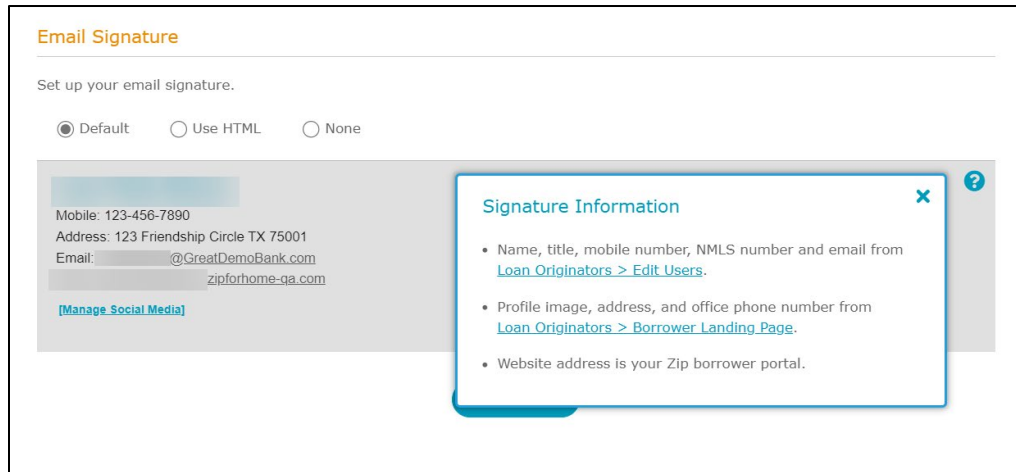 Email Signature
Set up your email signature.
Default Use HTML None
Mobile: 123-456-7890
Address: 123 Friendship Circle TX 75001
Email: @GreatDemoBank.com
zipforhome-qa.com
[Manage Social Media]
Signature Information
• Name, title, mobile number, NMLS number and email from
Loan Originators > Edit Users.
• Profile image, address, and office phone number from
Loan Originators > Borrower Landing Page.
• Website address is your Zip borrower portal.